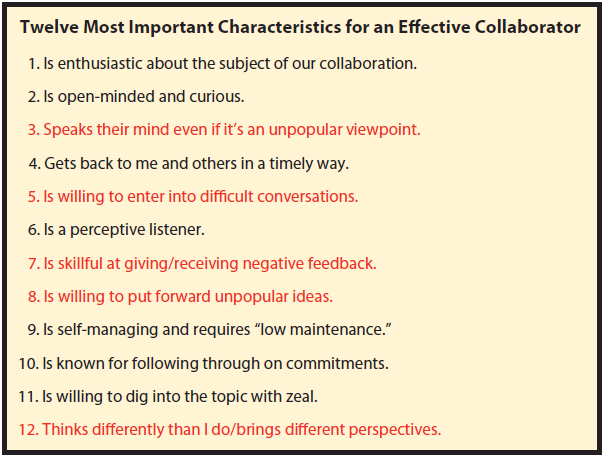 Twelve Most Important Characteristics for an Effective Collaborator
1. Is enthusiastic about the subject of our collaboration.
2. Is open-minded and curious.
3. Speaks their mind even if it’s an unpopular viewpoint.
4. Gets back to me and others in a timely way.
5. Is willing to enter into difficult conversations.
6. Is a perceptive listener.
7. Is skillful at giving/receiving negative feedback.
8. Is willing to put forward unpopular ideas.
9. Is self-managing and requires “low maintenance.”
10. Is known for following through on commitments.
11. Is willing to dig into the topic with zeal.
12. Thinks differently than I do/brings different perspectives.